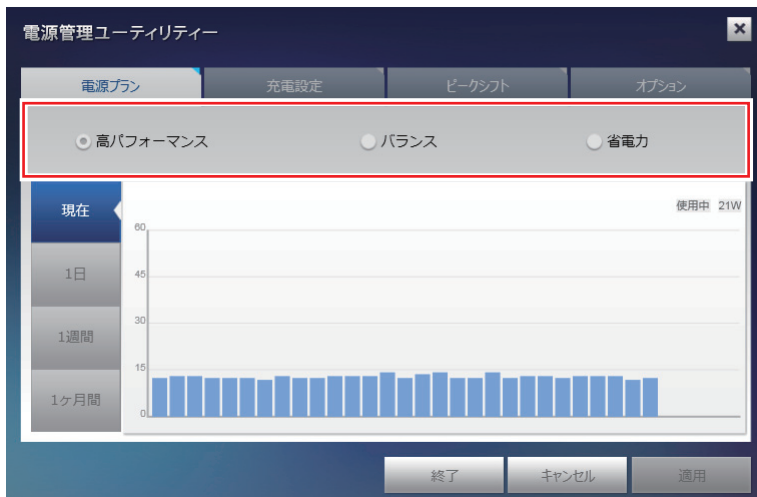 電源管理ユーティリティー
電源プラン 充電設定 ピークシフト オプション
高パフォーマンス バランス 省電力
現在
1日
1週間
1ケ月間
使用中 21W
60
45
30
15
0
終了 キャンセル 適用